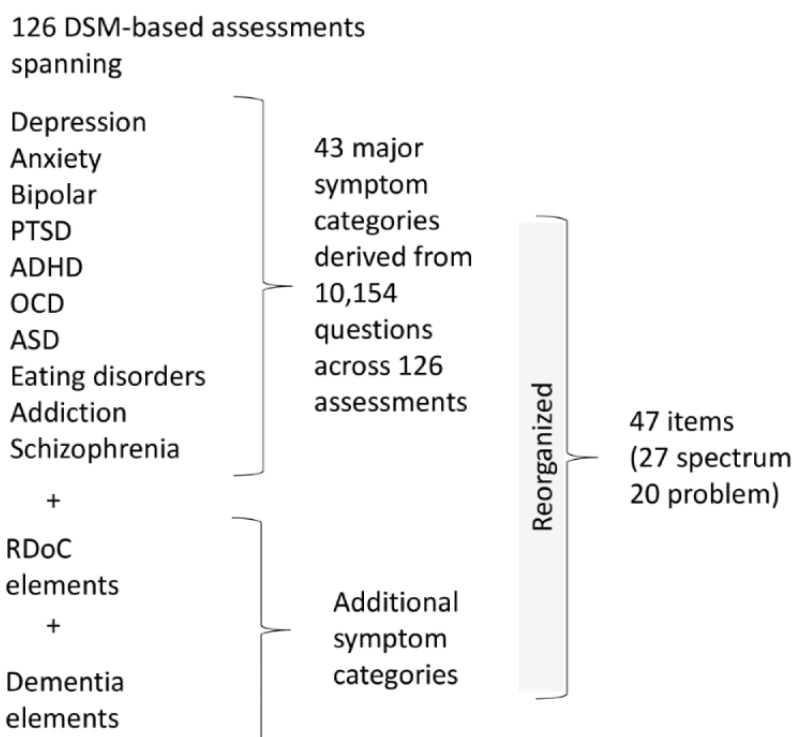 126 DSM-based assessments
spanning
Depression
Anxiety
Bipolar
PTSD
ADHD
OCD
ASD
Eating disorders
Addiction
Schizophrenia
+
RDoC
elements
+
Dementia
elements
43 major
symptom
categories
derived from
10,154
questions
across 126
assessments
Additional
symptom
categories
Reorganized
47 items
(27 spectrum
20 problem)